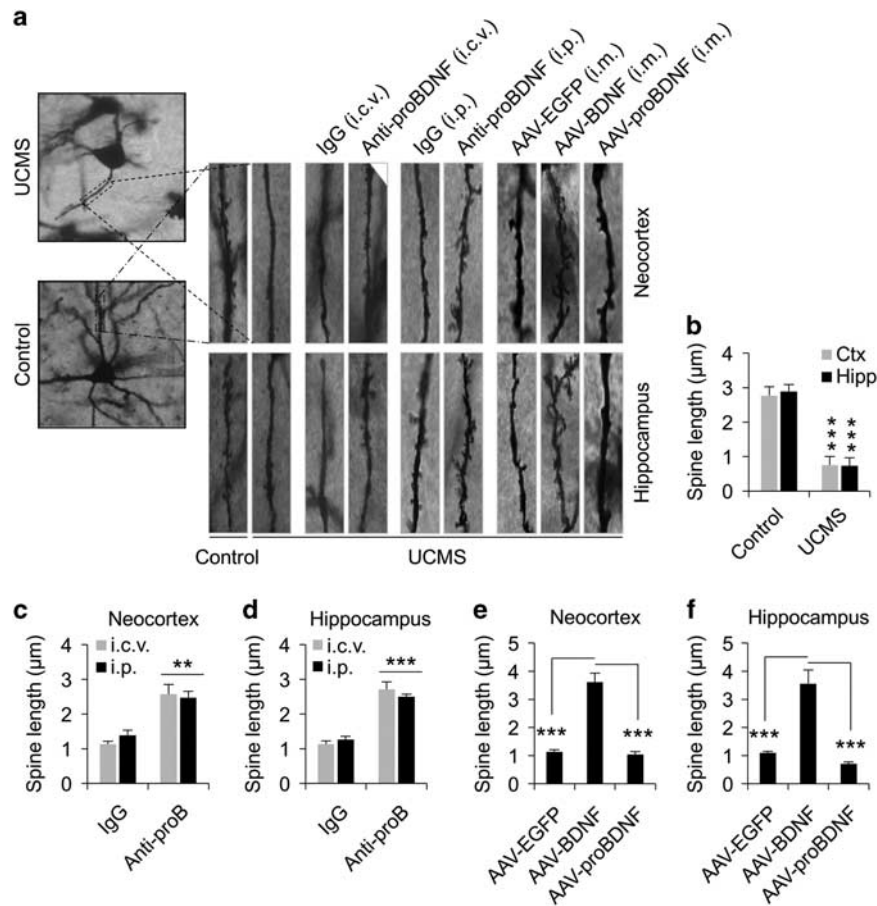 a
IgG (i.c.v.)
Anti-proBDNF (i.c.v.)
IgG (i.p.)
Anti-proBDNF (i.p.)
AAV-EGFP (i.m.)
AAV-BDNF (i.m.)
AAV-proBDNF (i.m.)
UCMS
Control
Neocortex
Hippocampus
Control
UCMS
b
Ctx
Hipp
Spine length (µm)
4
3
2
1
0
***
***
Control
UCMS
c
Neocortex
i.c.v.
i.p.
**
Spine length (µm)
4
3
2
1
0
IgG
Anti-proB
d
Hippocampus
i.c.v.
i.p.
***
Spine length (µm)
4
3
2
1
0
IgG
Anti-proB
e
Neocortex
Spine length (µm)
5
4
3
2
1
0
***
***
AAV-EGFP
AAV-BDNF
AAV-proBDNF
f
Hippocampus
Spine length (µm)
5
4
3
2
1
0
***
***
AAV-EGFP
AAV-BDNF
AAV-proBDNF